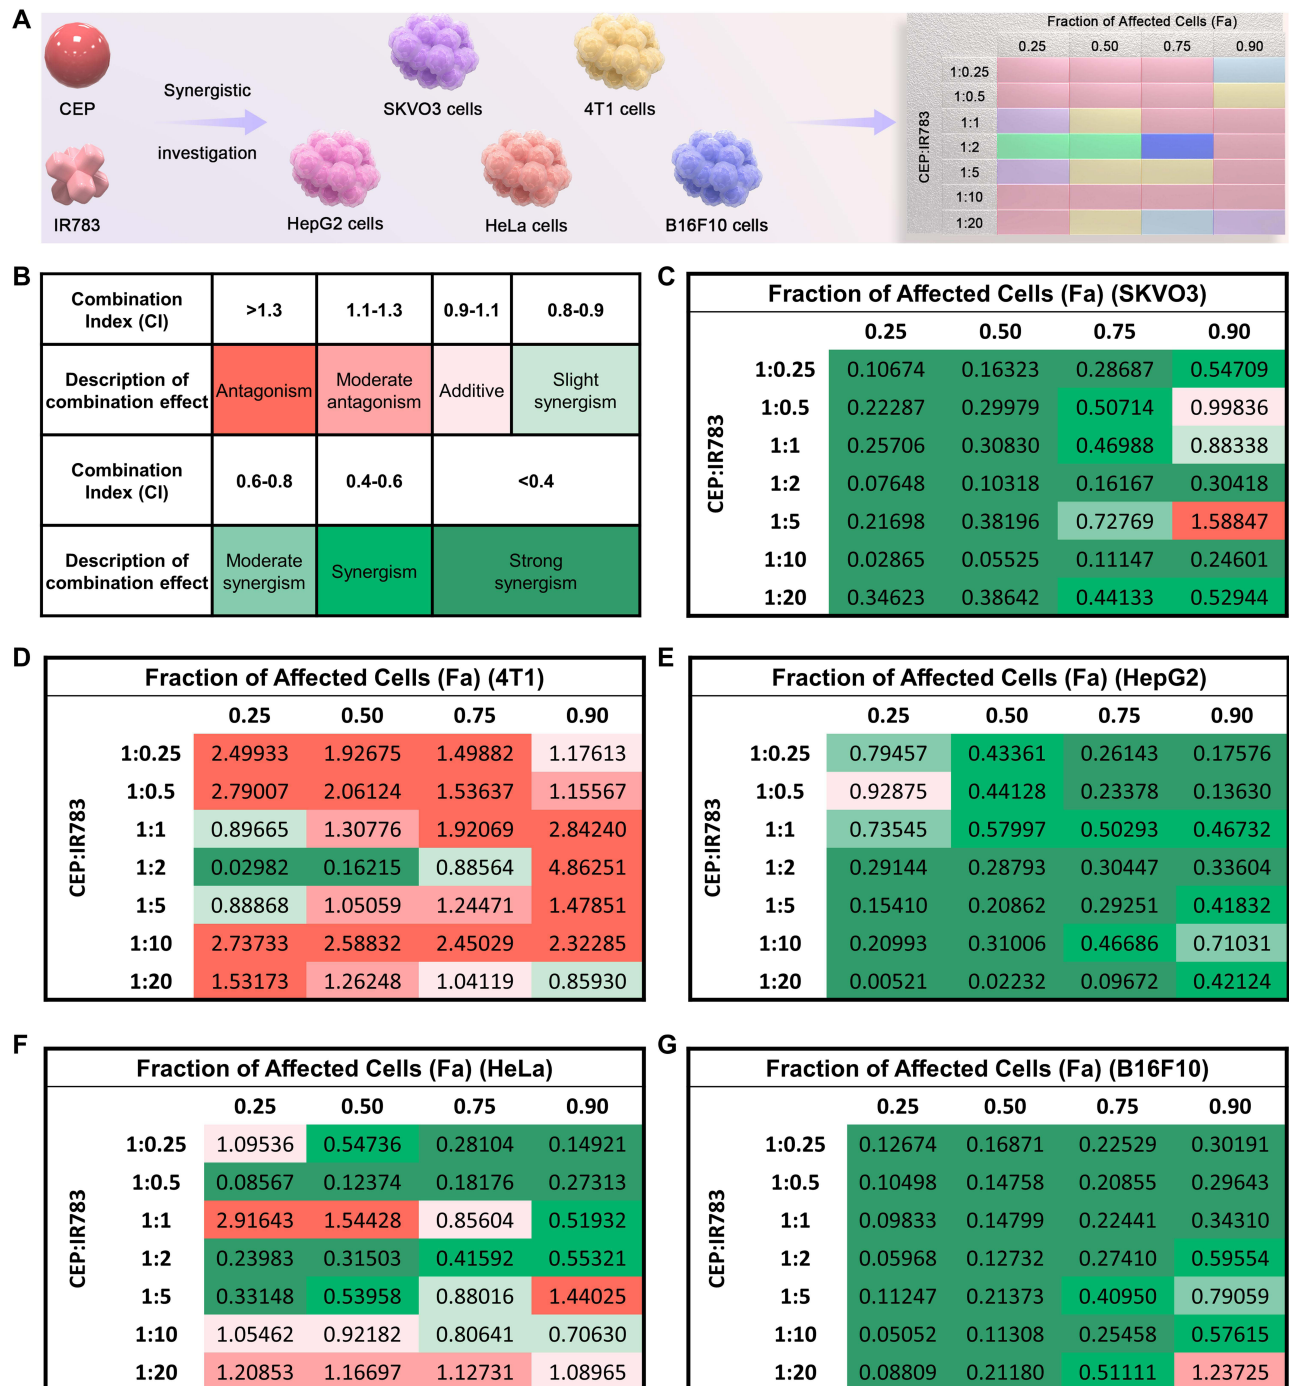 A
CEP
IR783
Synergistic
investigation
SKVO3 cells
4T1 cells
HepG2 cells
HeLa cells
B16F10 cells
Fraction of Affected Cells (Fa)
0.25 0.50 0.75 0.90
CEP:IR783
1:0.25
1:0.5
1:1
1:2
1:5
1:10
1:20
B
Combination Index (CI) >1.3 1.1-1.3 0.9-1.1 0.8-0.9
Description of combination effect Antagonism Moderate antagonism Additive Slight synergism
Combination Index (CI) 0.6-0.8 0.4-0.6 <0.4
Description of combination effect Moderate synergism Synergism Strong synergism
C
Fraction of Affected Cells (Fa) (SKVO3)
0.25 0.50 0.75 0.90
CEP:IR783
1:0.25 0.10674 0.16323 0.28687 0.54709
1:0.5 0.22287 0.29979 0.50714 0.99836
1:1 0.25706 0.30830 0.46988 0.88338
1:2 0.07648 0.10318 0.16167 0.30418
1:5 0.21698 0.38196 0.72769 1.58847
1:10 0.02865 0.05525 0.11147 0.24601
1:20 0.34623 0.38642 0.44133 0.52944
D
Fraction of Affected Cells (Fa) (4T1)
0.25 0.50 0.75 0.90
CEP:IR783
1:0.25 2.49933 1.92675 1.49882 1.17613
1:0.5 2.79007 2.06124 1.53637 1.15567
1:1 0.89665 1.30776 1.92069 2.84240
1:2 0.02982 0.16215 0.88564 4.86251
1:5 0.88868 1.05059 1.24471 1.47851
1:10 2.73733 2.58832 2.45029 2.32285
1:20 1.53173 1.26248 1.04119 0.85930
E
Fraction of Affected Cells (Fa) (HepG2)
0.25 0.50 0.75 0.90
CEP:IR783
1:0.25 0.79457 0.43361 0.26143 0.17576
1:0.5 0.92875 0.44128 0.23378 0.13630
1:1 0.73545 0.57997 0.50293 0.46732
1:2 0.29144 0.28793 0.30447 0.33604
1:5 0.15410 0.20862 0.29251 0.41832
1:10 0.20993 0.31006 0.46686 0.71031
1:20 0.00521 0.02232 0.09672 0.42124
F
Fraction of Affected Cells (Fa) (HeLa)
0.25 0.50 0.75 0.90
CEP:IR783
1:0.25 1.09536 0.54736 0.28104 0.14921
1:0.5 0.08567 0.12374 0.18176 0.27313
1:1 2.91643 1.54428 0.85604 0.51932
1:2 0.23983 0.31503 0.41592 0.55321
1:5 0.33148 0.53958 0.88016 1.44025
1:10 1.05462 0.92182 0.80641 0.70630
1:20 1.20853 1.16697 1.12731 1.08965
G
Fraction of Affected Cells (Fa) (B16F10)
0.25 0.50 0.75 0.90
CEP:IR783
1:0.25 0.12674 0.16871 0.22529 0.30191
1:0.5 0.10498 0.14758 0.20855 0.29643
1:1 0.09833 0.14799 0.22441 0.34310
1:2 0.05968 0.12732 0.27410 0.59554
1:5 0.11247 0.21373 0.40950 0.79059
1:10 0.05052 0.11308 0.25458 0.57615
1:20 0.08809 0.21180 0.51111 1.23725